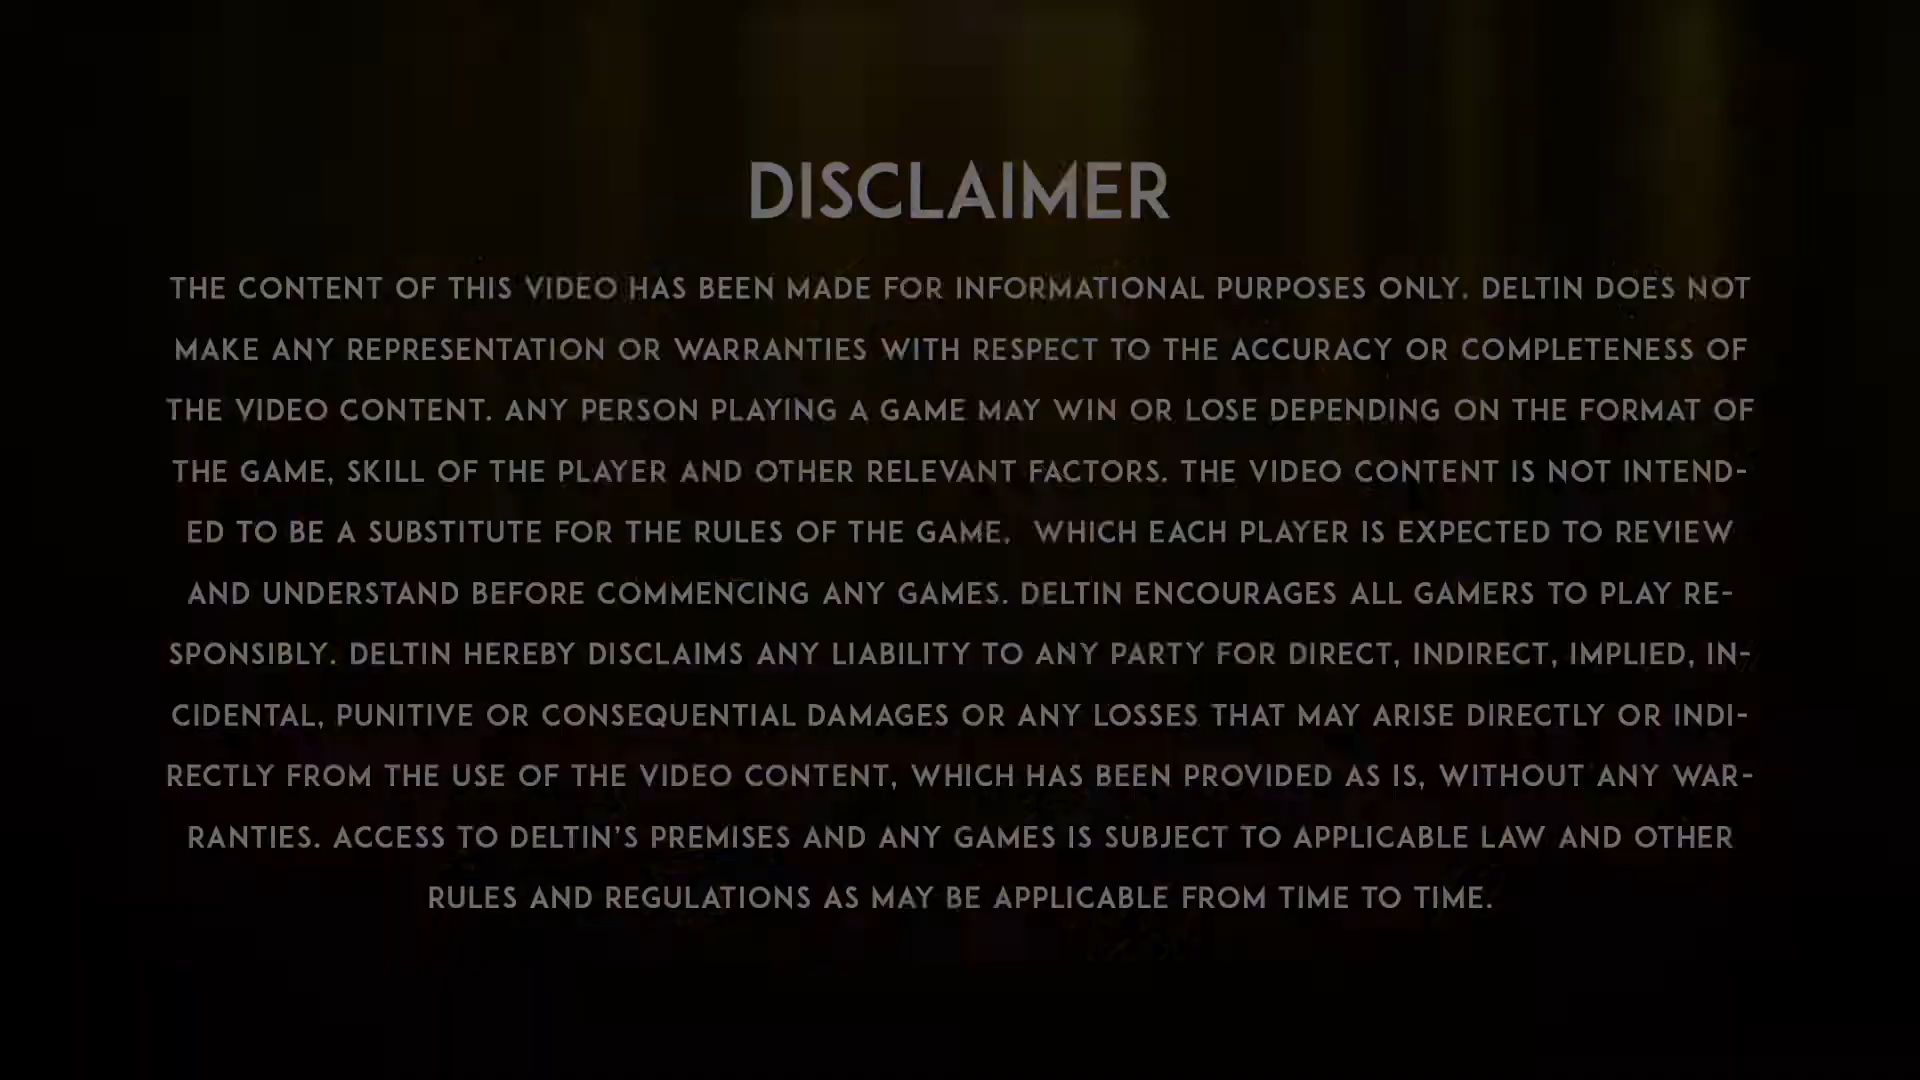 DISCLAIMER
THE CONTENT OF THIS VIDEO HAS BEEN MADE FOR INFORMATIONAL PURPOSES ONLY. DELTIN DOES NOT
MAKE ANY REPRESENTATION OR WARRANTIES WITH RESPECT TO THE ACCURACY OR COMPLETENESS OF
THE VIDEO CONTENT. ANY PERSON PLAYING A GAME MAY WIN OR LOSE DEPENDING ON THE FORMAT OF
THE GAME, SKILL OF THE PLAYER AND OTHER RELEVANT FACTORS. THE VIDEO CONTENT IS NOT INTEND-
ED TO BE A SUBSTITUTE FOR THE RULES OF THE GAME. WHICH EACH PLAYER IS EXPECTED TO REVIEW
AND UNDERSTAND BEFORE COMMENCING ANY GAMES. DELTIN ENCOURAGES ALL GAMERS TO PLAY RE-
SPONSIBLY. DELTIN HEREBY DISCLAIMS ANY LIABILITY TO ANY PARTY FOR DIRECT, INDIRECT, IMPLIED, IN-
CIDENTAL, PUNITIVE OR CONSEQUENTIAL DAMAGES OR ANY LOSSES THAT MAY ARISE DIRECTLY OR INDI-
RECTLY FROM THE USE OF THE VIDEO CONTENT, WHICH HAS BEEN PROVIDED AS IS, WITHOUT ANY WAR-
RANTIES. ACCESS TO DELTIN'S PREMISES AND ANY GAMES IS SUBJECT TO APPLICABLE LAW AND OTHER
RULES AND REGULATIONS AS MAY BE APPLICABLE FROM TIME TO TIME.